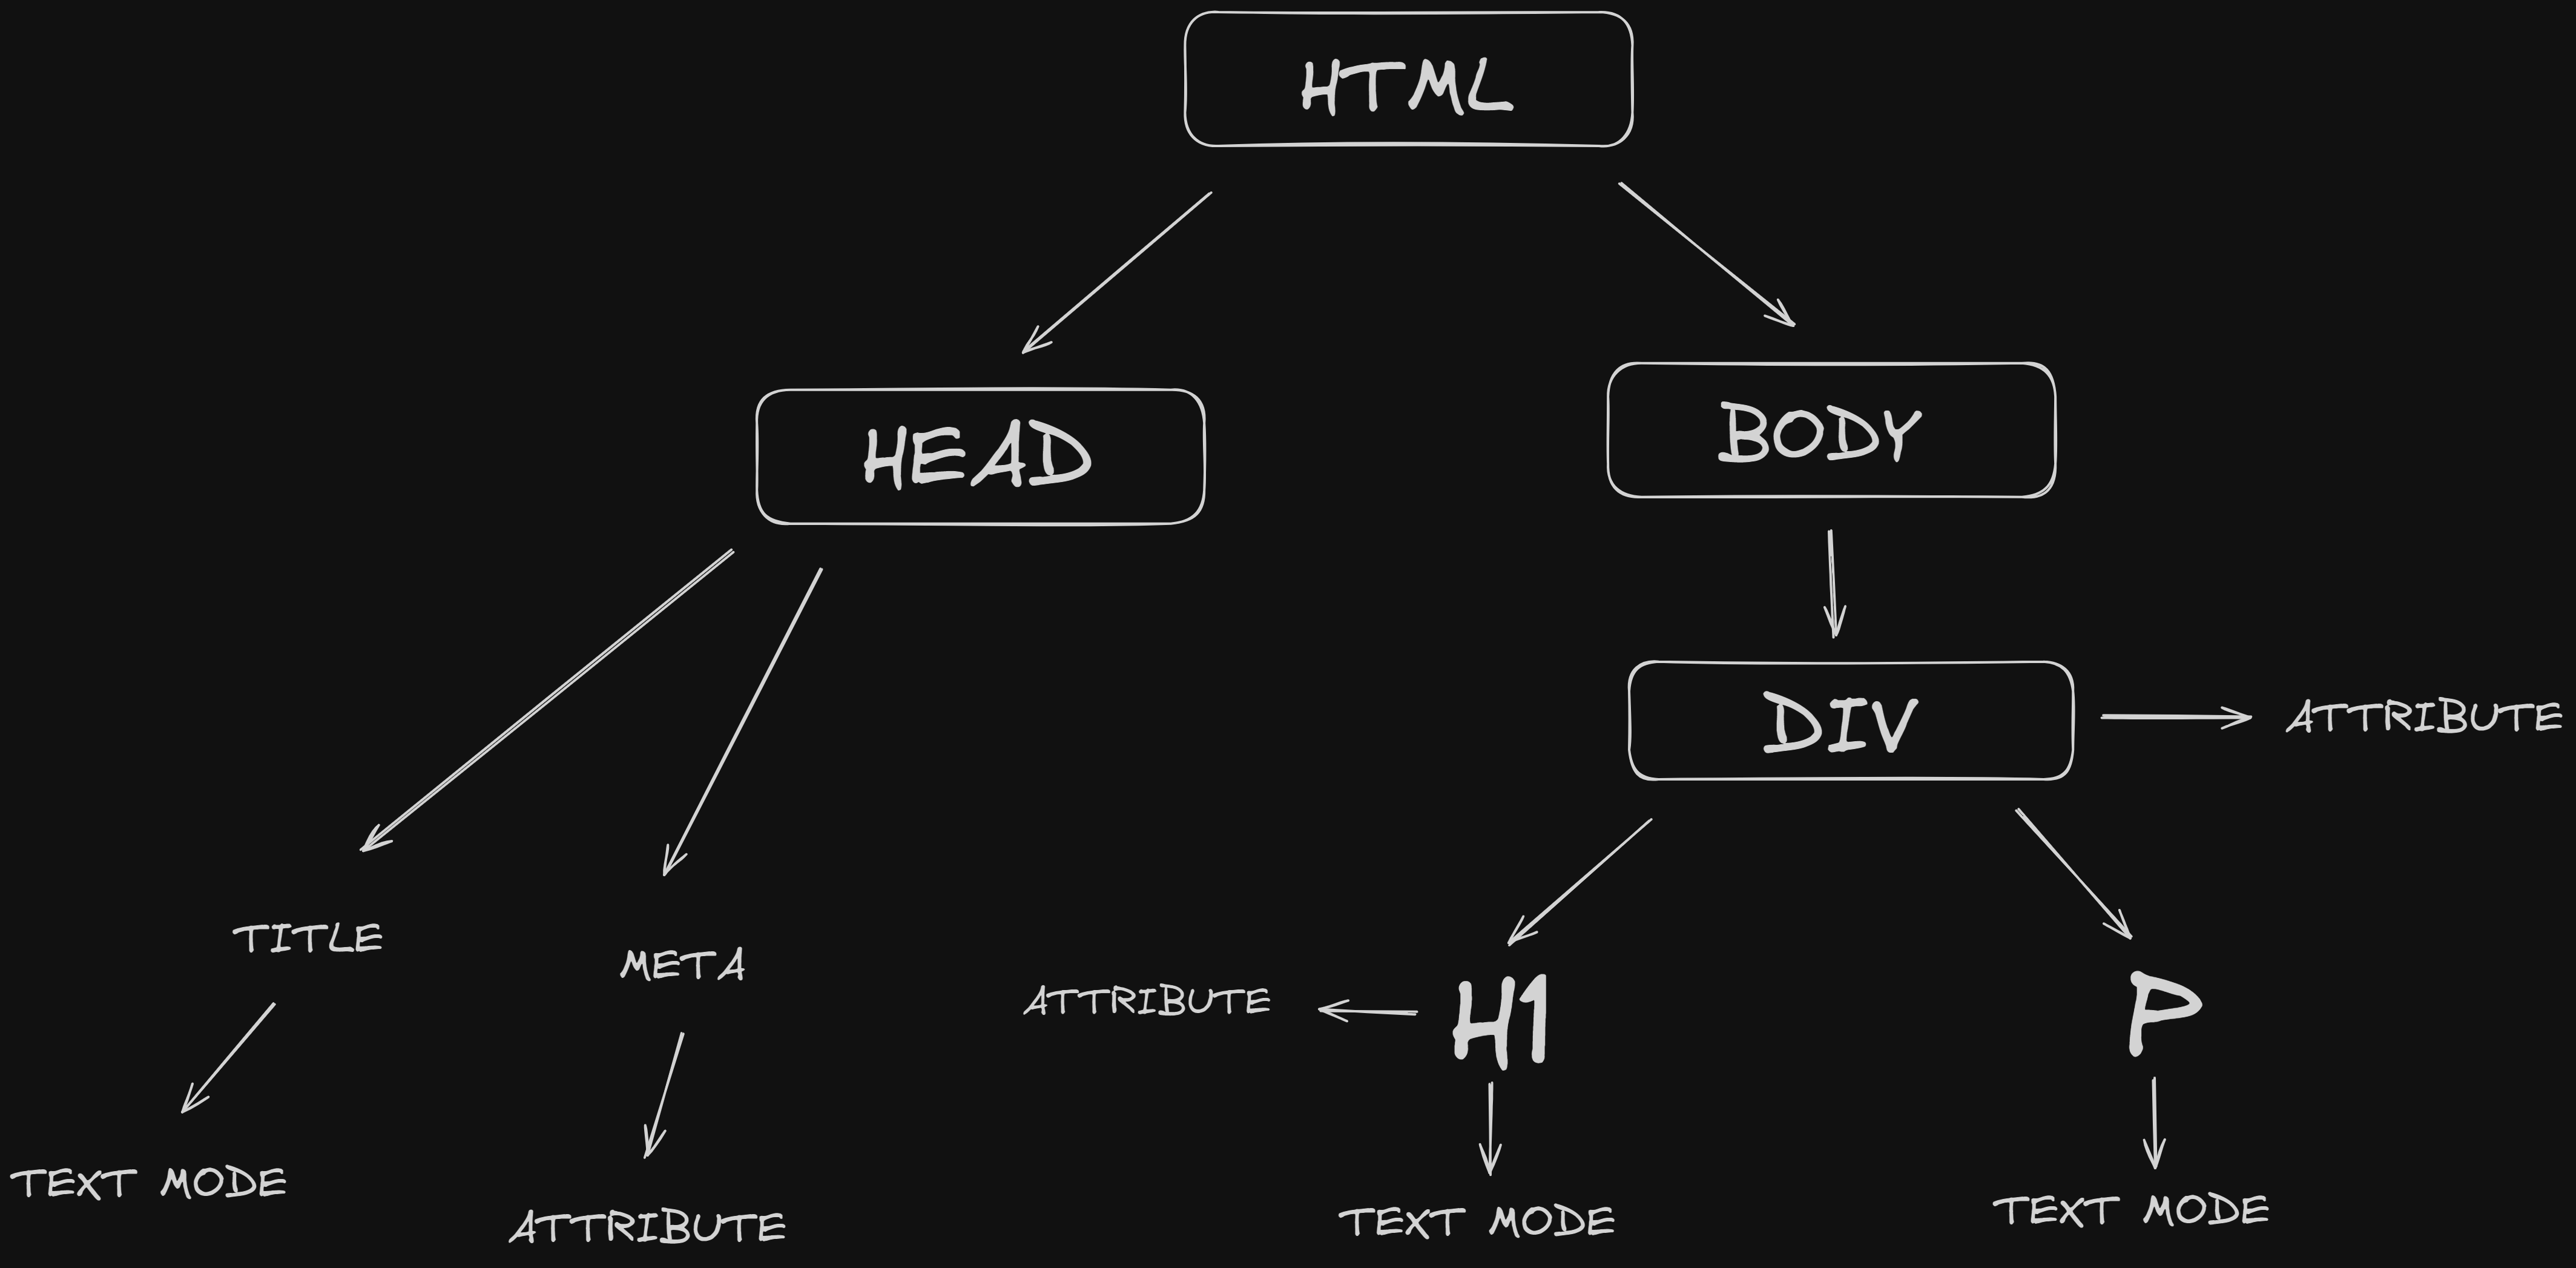 HTML
HEAD
BODY
DIV
ATTRIBUTE
TITLE
META
ATTRIBUTE
H1
P
TEXT MODE
ATTRIBUTE
TEXT MODE
TEXT MODE